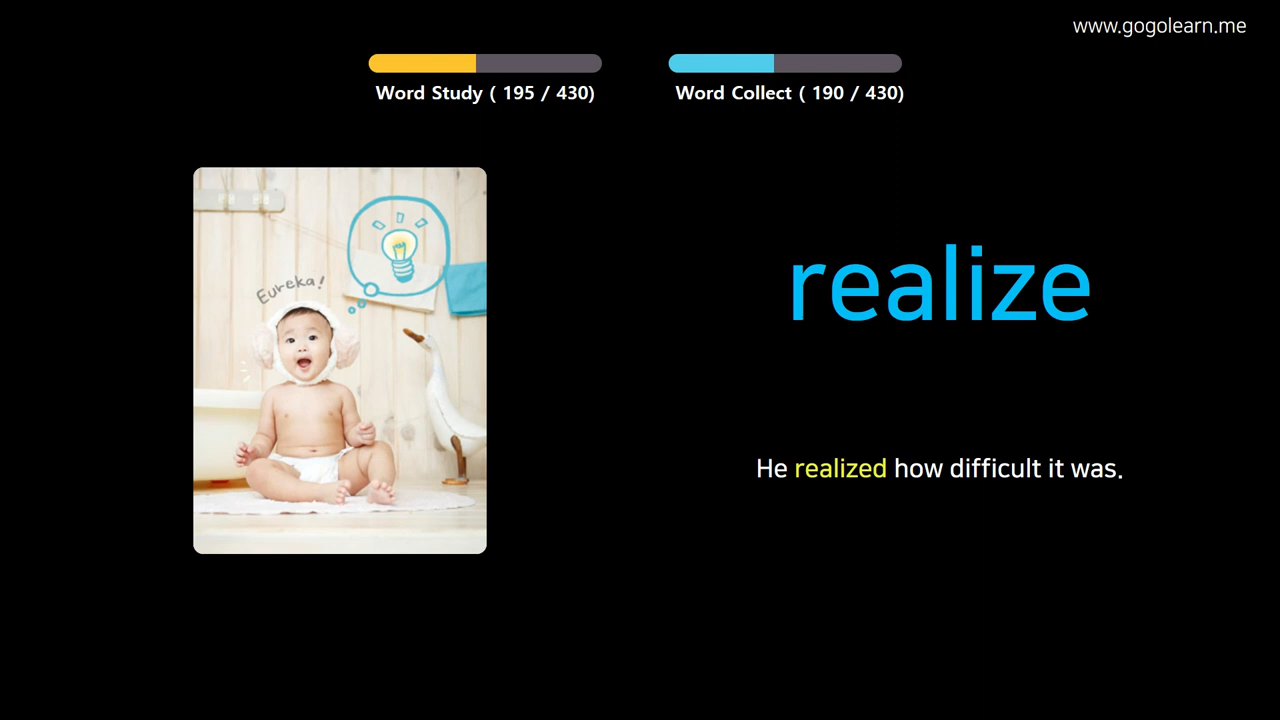 www.gogolearn.me
Word Study ( 195 / 430)
Word Collect ( 190 / 430)
Eureka!
realize
He realized how difficult it was.